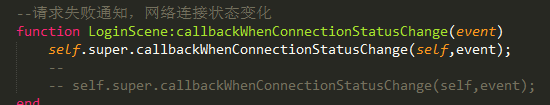 --请求失败通知，网络连接状态变化
function LoginScene:callbackWhenConnectionStatusChange(event)
self.super.callbackWhenConnectionStatusChange(self,event);
--
-- self.super.callbackWhenConnectionStatusChange(self,event);
end